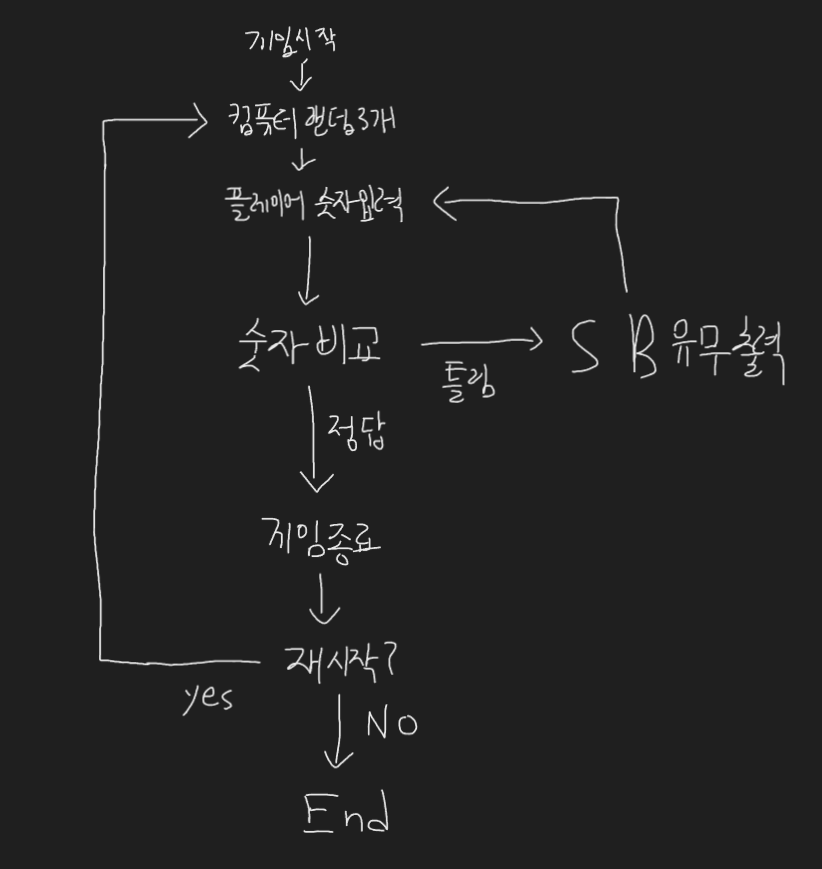 게임시작
컴퓨터 랜덤 3개
플레이어 숫자입력
숫자 비교
틀림
S B 유무 출력
정답
게임종료
재시작?
yes
No
End